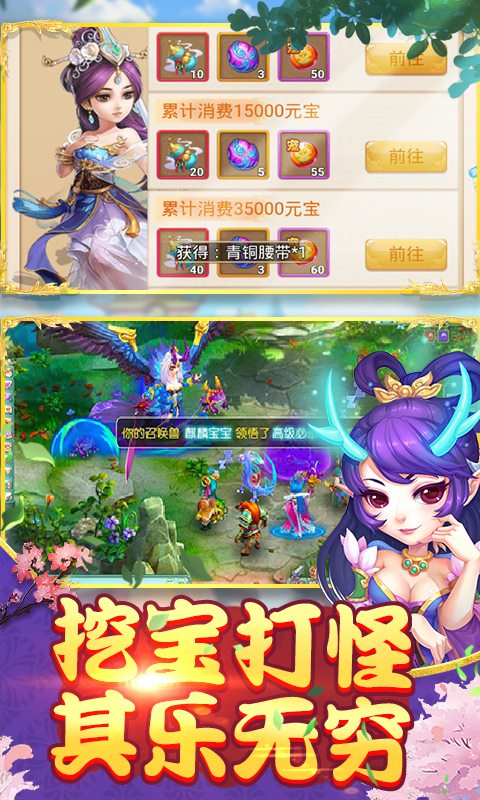 10
3
宠
50
前往
累计消费15000元宝
20
5
宠
55
前往
累计消费35000元宝
获得：青铜腰带*1
40
3
60
前往
你的召唤兽 麒麟宝宝 领悟了 高级必
挖宝打怪
其乐无穷